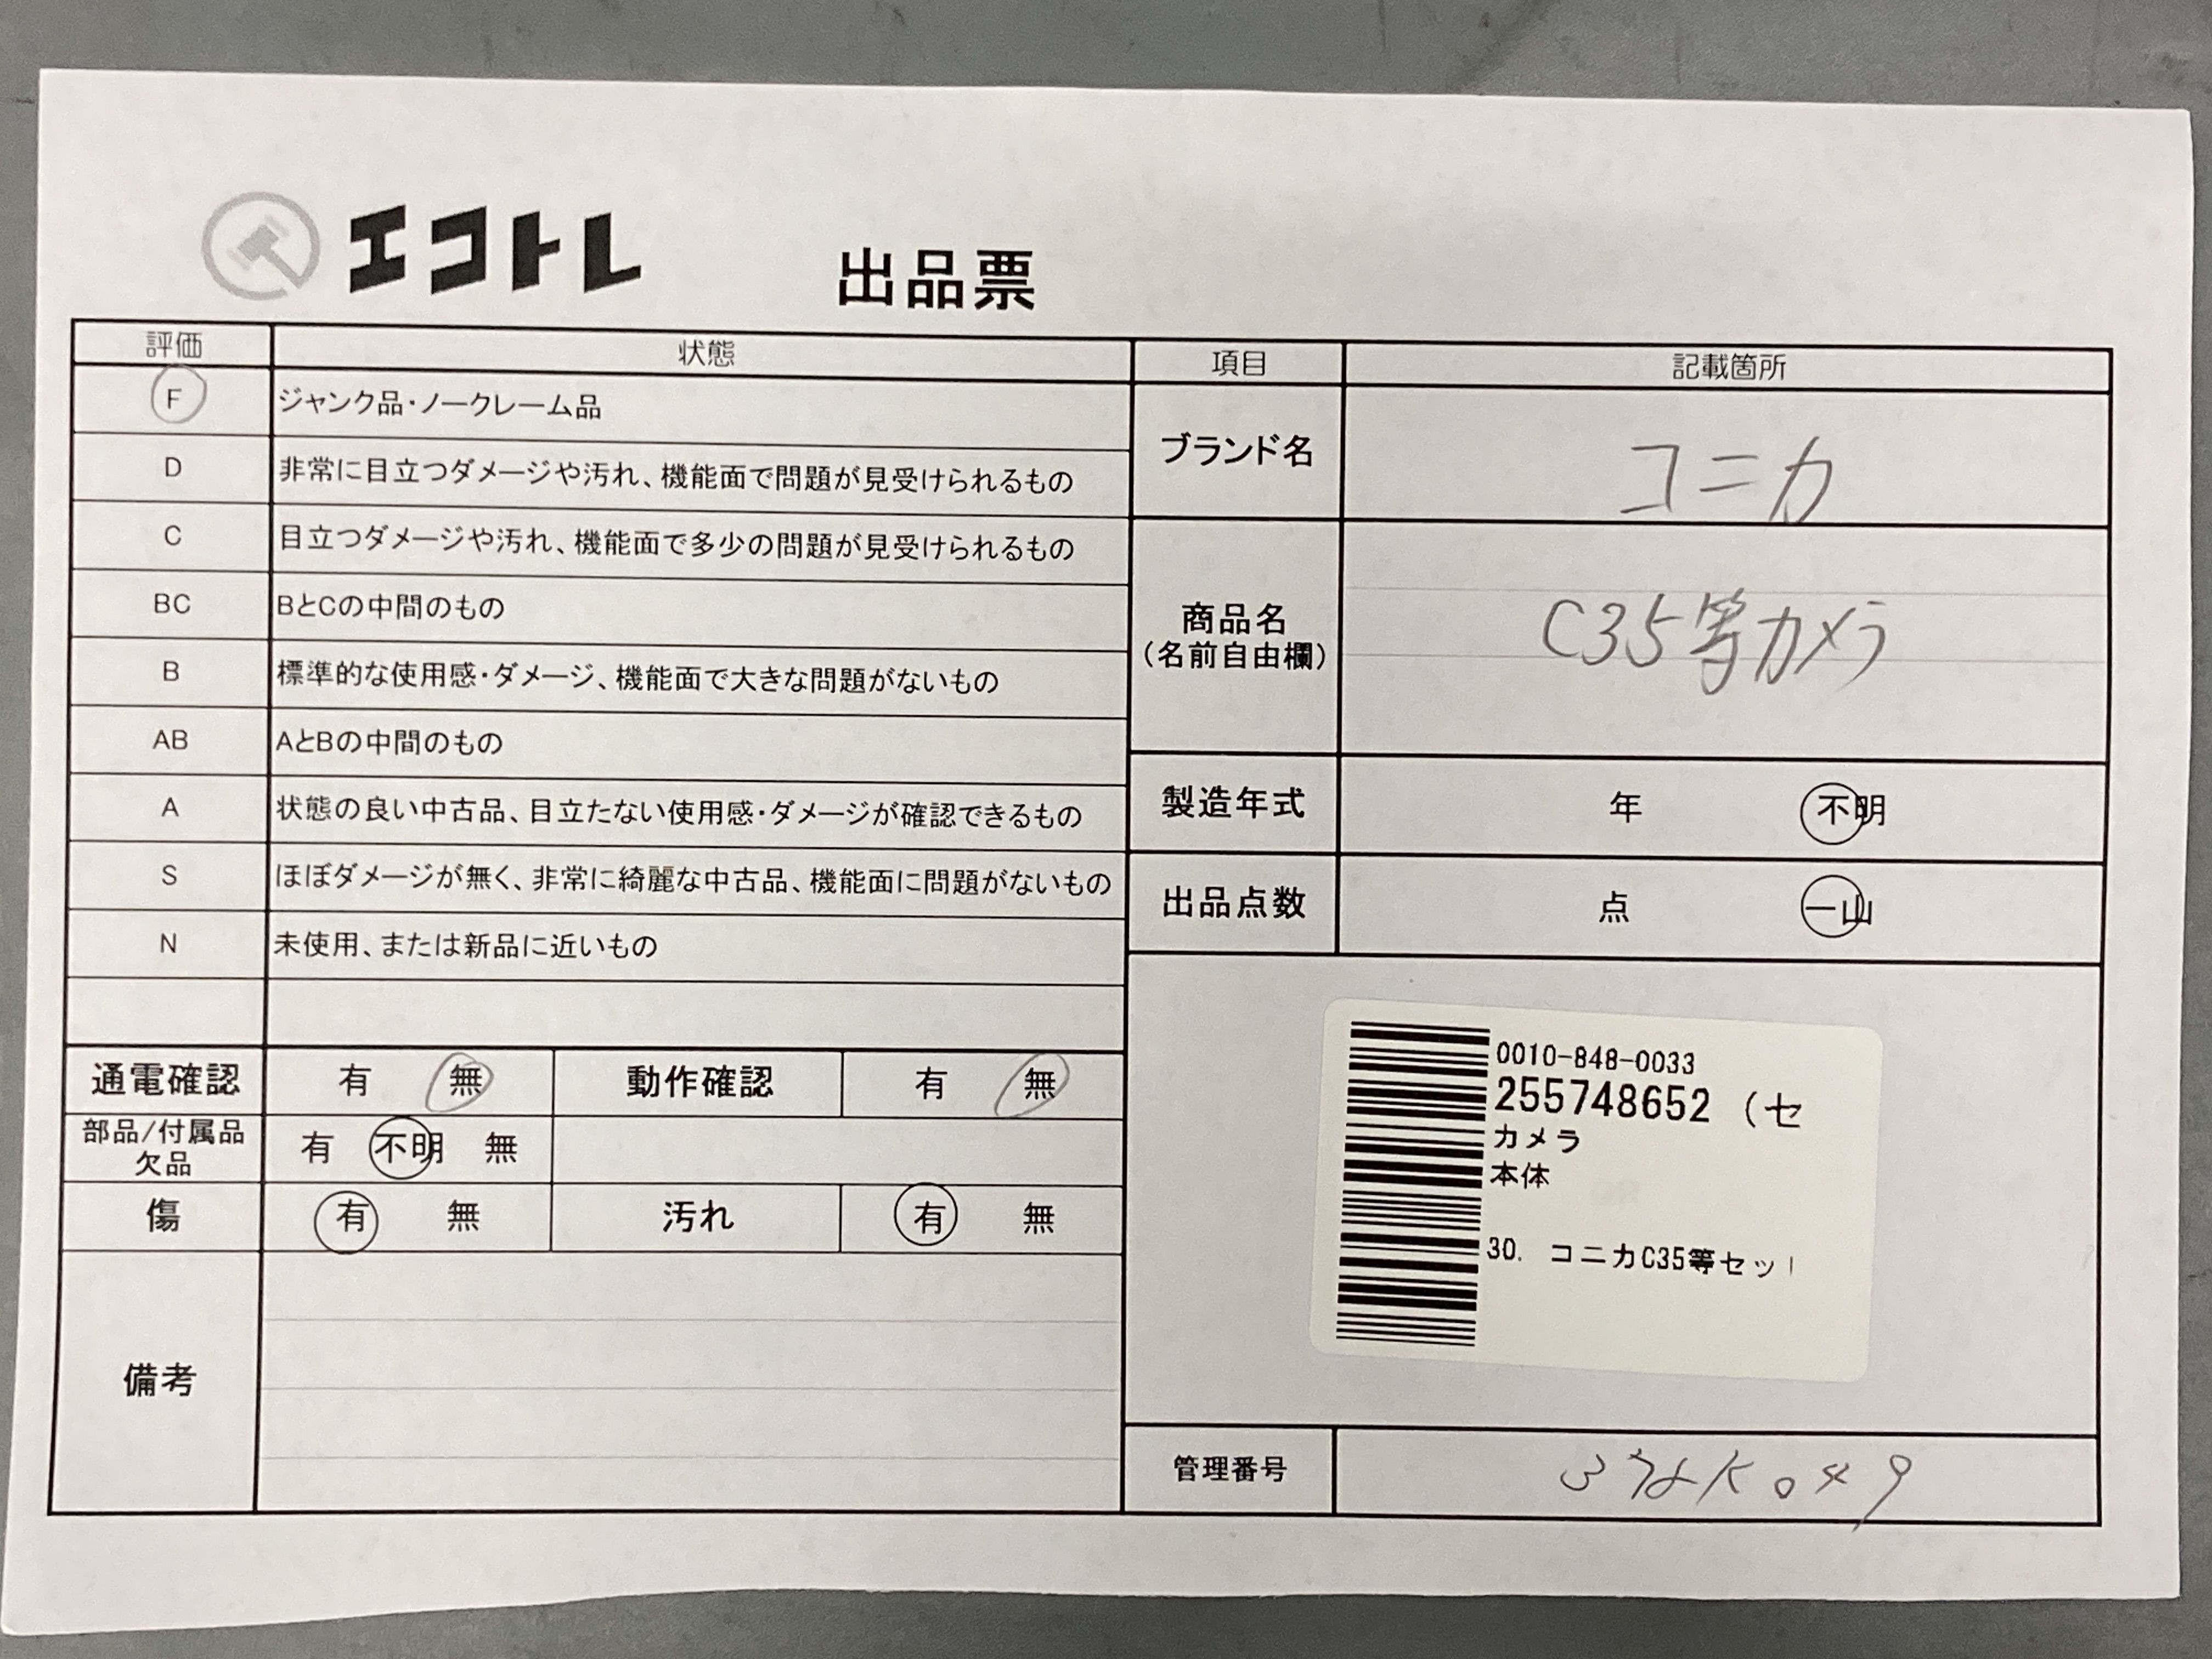 エコトレ
出品票
評価 状態
F ジャンク品・ノークレーム品
D 非常に目立つダメージや汚れ、機能面で問題が見受けられるもの
C 目立つダメージや汚れ、機能面で多少の問題が見受けられるもの
BC BとCの中間のもの
B 標準的な使用感・ダメージ、機能面で大きな問題がないもの
AB AとBの中間のもの
A 状態の良い中古品、目立たない使用感・ダメージが確認できるもの
S ほぼダメージが無く、非常に綺麗な中古品、機能面に問題がないもの
N 未使用、または新品に近いもの
通電確認 有 無 動作確認 有 無
部品/付属品
欠品 有 不明 無
傷 有 無 汚れ 有 無
備考
項目 記載箇所
ブランド名 コニカ
商品名
(名前自由欄) C35等カメラ
製造年式 年 不明
出品点数 点 一山
0010-848-0033
255748652 (セ
カメラ
本体
30. コニカC35等セッ
管理番号